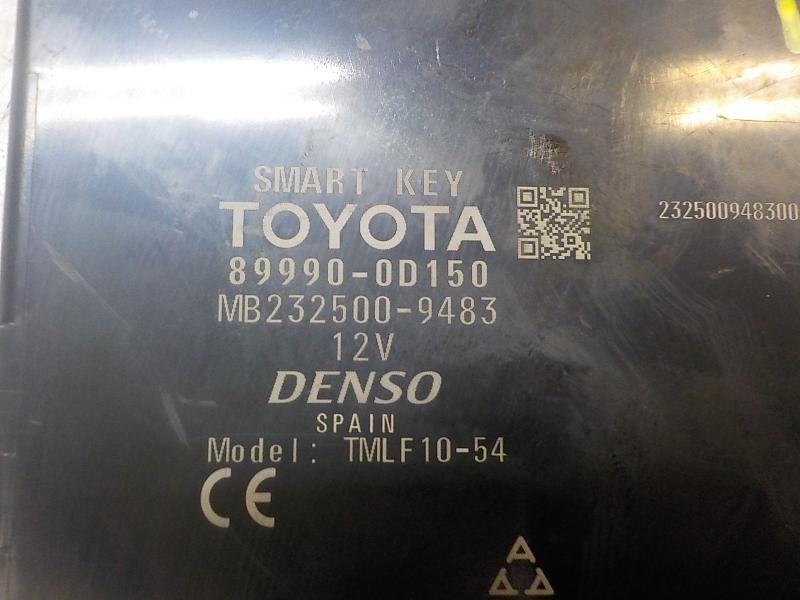 SMART KEY
TOYOTA
89990-0D150
MB232500-9483
12V
DENSO
SPAIN
Model: TMLF10-54
CE
232500948300